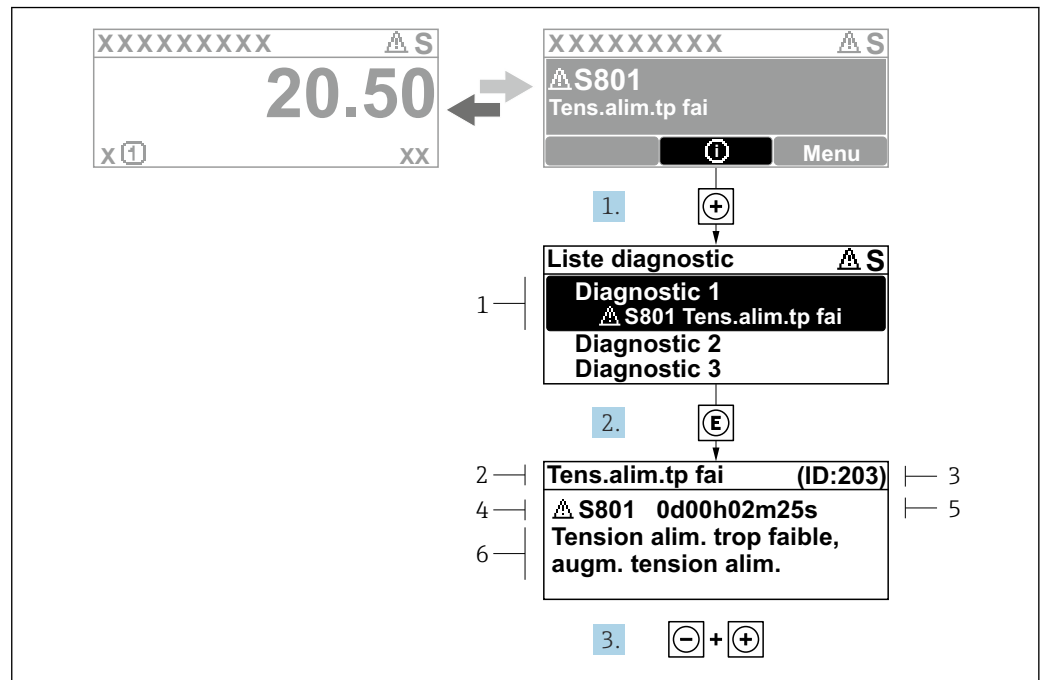 XXXXXXXXX ⚠ S
20.50
x ① xx
XXXXXXXXX ⚠ S
⚠ S801
Tens.alim.tp fai
ⓘ Menu
1. +
Liste diagnostic ⚠ S
1
Diagnostic 1
⚠ S801 Tens.alim.tp fai
Diagnostic 2
Diagnostic 3
2. E
2 Tens.alim.tp fai (ID:203) 3
4 ⚠ S801 0d00h02m25s 5
6
Tension alim. trop faible,
augm. tension alim.
3. - + +